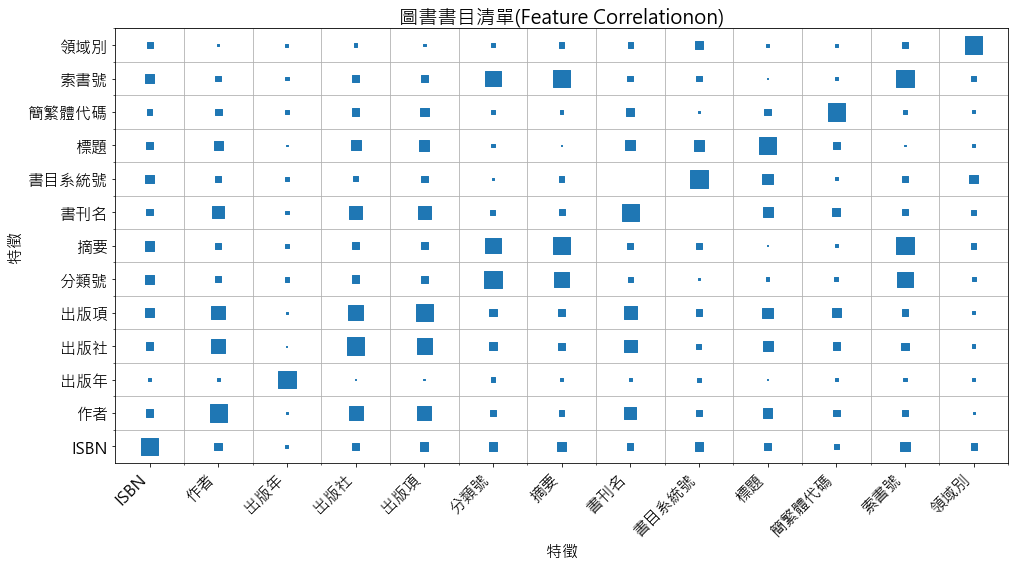 圖書書目清單(Feature Correlationon)
領域別
索書號
簡繁體代碼
標題
書目系統號
書刊名
摘要
分類號
出版項
出版社
出版年
作者
ISBN
特徵
ISBN
作者
出版年
出版社
出版項
分類號
摘要
書刊名
書目系統號
標題
簡繁體代碼
索書號
領域別
特徵